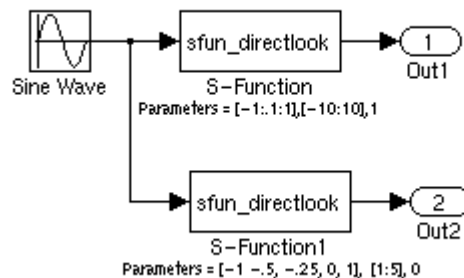 sfun_directlook
1
Sine Wave
S-Function
Out1
Parameters = [-1:.1:1],[-10:10],1
sfun_directlook
2
S-Function1
Out2
Parameters = [-1 -.5, -.25, 0, 1], [1:5], 0